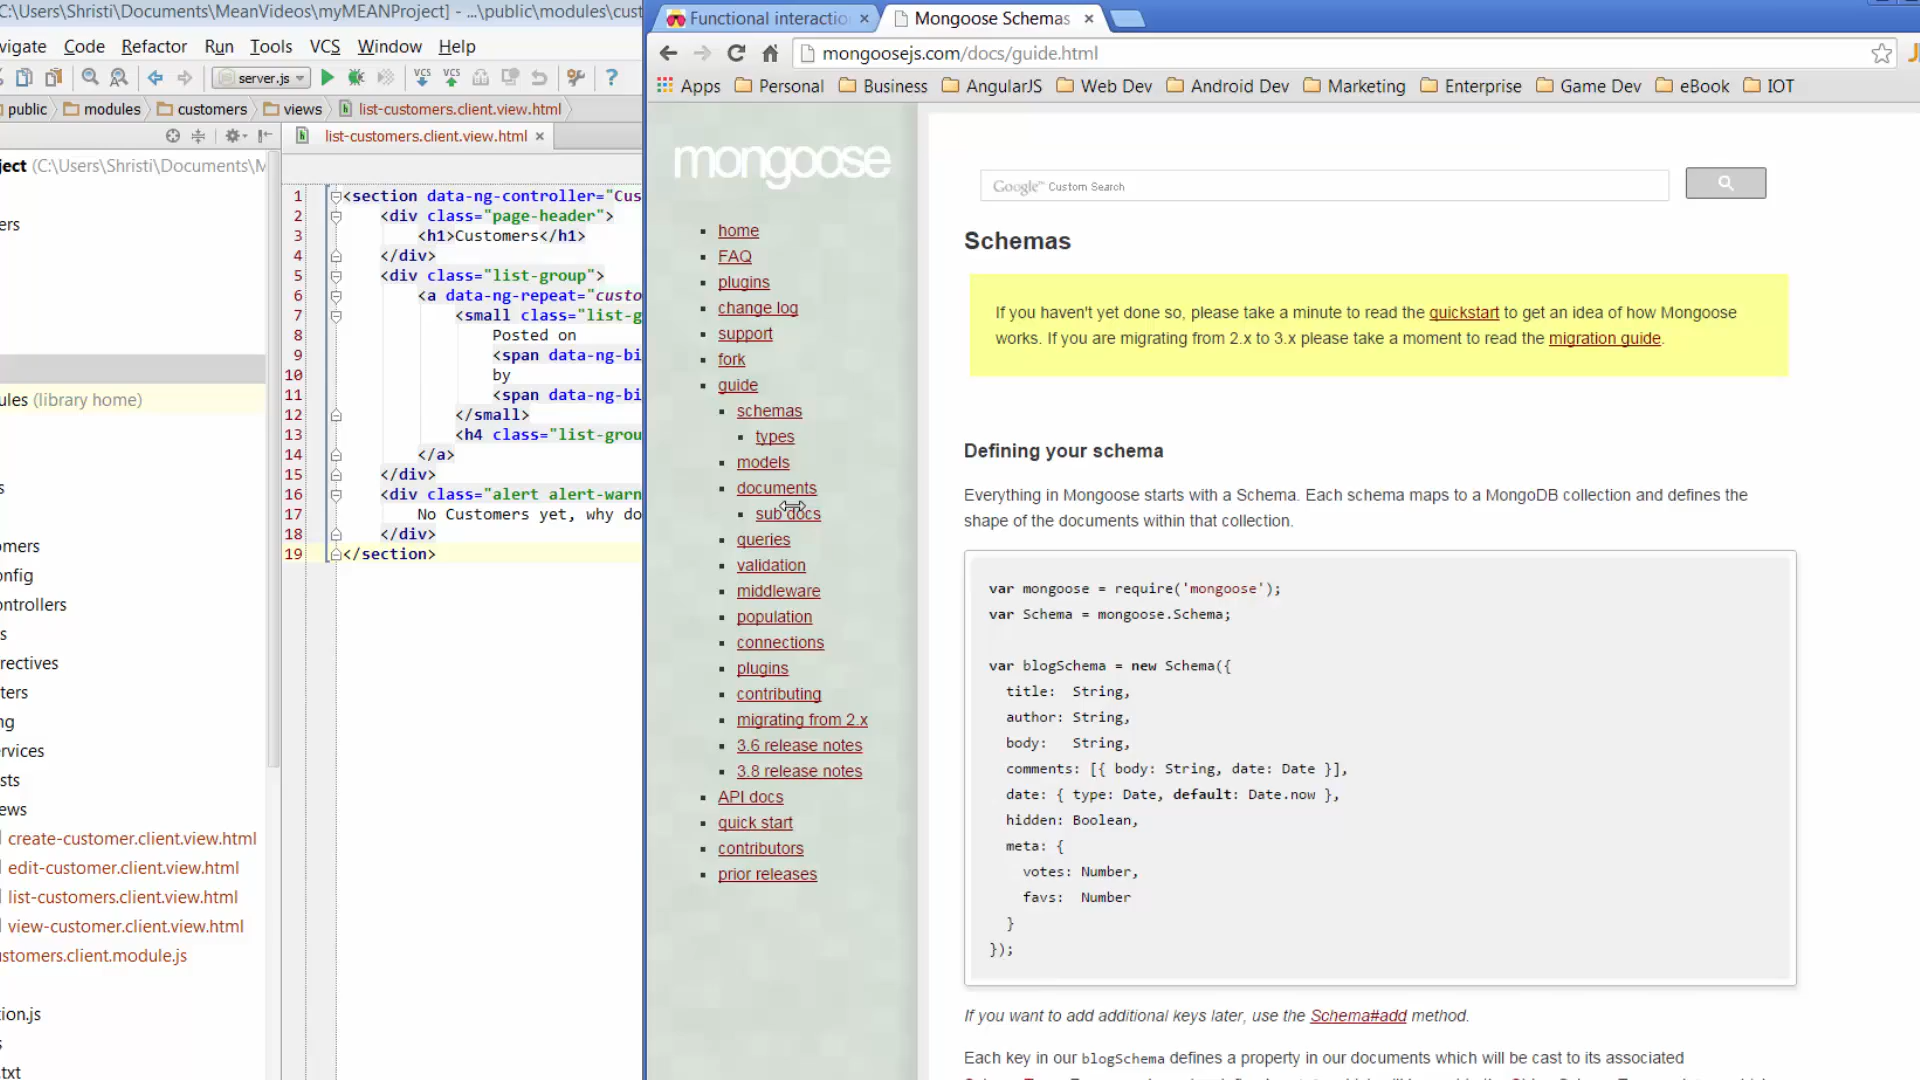 C:\Users\Shristi\Documents\MeanVideos\myMEANProject] - ...\public\modules\cust
vigate Code Refactor Run Tools VCS Window Help
server.js
VCS VCS
public modules customers views list-customers.client.view.html
list-customers.client.view.html
ject (C:\Users\Shristi\Documents\M
ers
ules (library home)
s
omers
onfig
ontrollers
s
rectives
ters
ng
ervices
sts
ews
create-customer.client.view.html
edit-customer.client.view.html
list-customers.client.view.html
view-customer.client.view.html
stomers.client.module.js
ion.js
s
.txt
1 <section data-ng-controller="Cus
2 <div class="page-header">
3 <h1>Customers</h1>
4 </div>
5 <div class="list-group">
6 <a data-ng-repeat="custo
7 <small class="list-g
8 Posted on
9 <span data-ng-bi
10 by
11 <span data-ng-bi
12 </small>
13 <h4 class="list-grou
14 </a>
15 </div>
16 <div class="alert alert-warn
17 No Customers yet, why do
18 </div>
19 </section>
Functional interactio
Mongoose Schemas
mongoosejs.com/docs/guide.html
Apps Personal Business AngularJS Web Dev Android Dev Marketing Enterprise Game Dev eBook IOT
mongoose
home
FAQ
plugins
change log
support
fork
guide
schemas
types
models
documents
sub docs
queries
validation
middleware
population
connections
plugins
contributing
migrating from 2.x
3.6 release notes
3.8 release notes
API docs
quick start
contributors
prior releases
Google™ Custom Search
Schemas
If you haven't yet done so, please take a minute to read the quickstart to get an idea of how Mongoose
works. If you are migrating from 2.x to 3.x please take a moment to read the migration guide.
Defining your schema
Everything in Mongoose starts with a Schema. Each schema maps to a MongoDB collection and defines the
shape of the documents within that collection.
var mongoose = require('mongoose');
var Schema = mongoose.Schema;
var blogSchema = new Schema({
title: String,
author: String,
body: String,
comments: [{ body: String, date: Date }],
date: { type: Date, default: Date.now },
hidden: Boolean,
meta: {
votes: Number,
favs: Number
}
});
If you want to add additional keys later, use the Schema#add method.
Each key in our blogSchema defines a property in our documents which will be cast to its associated